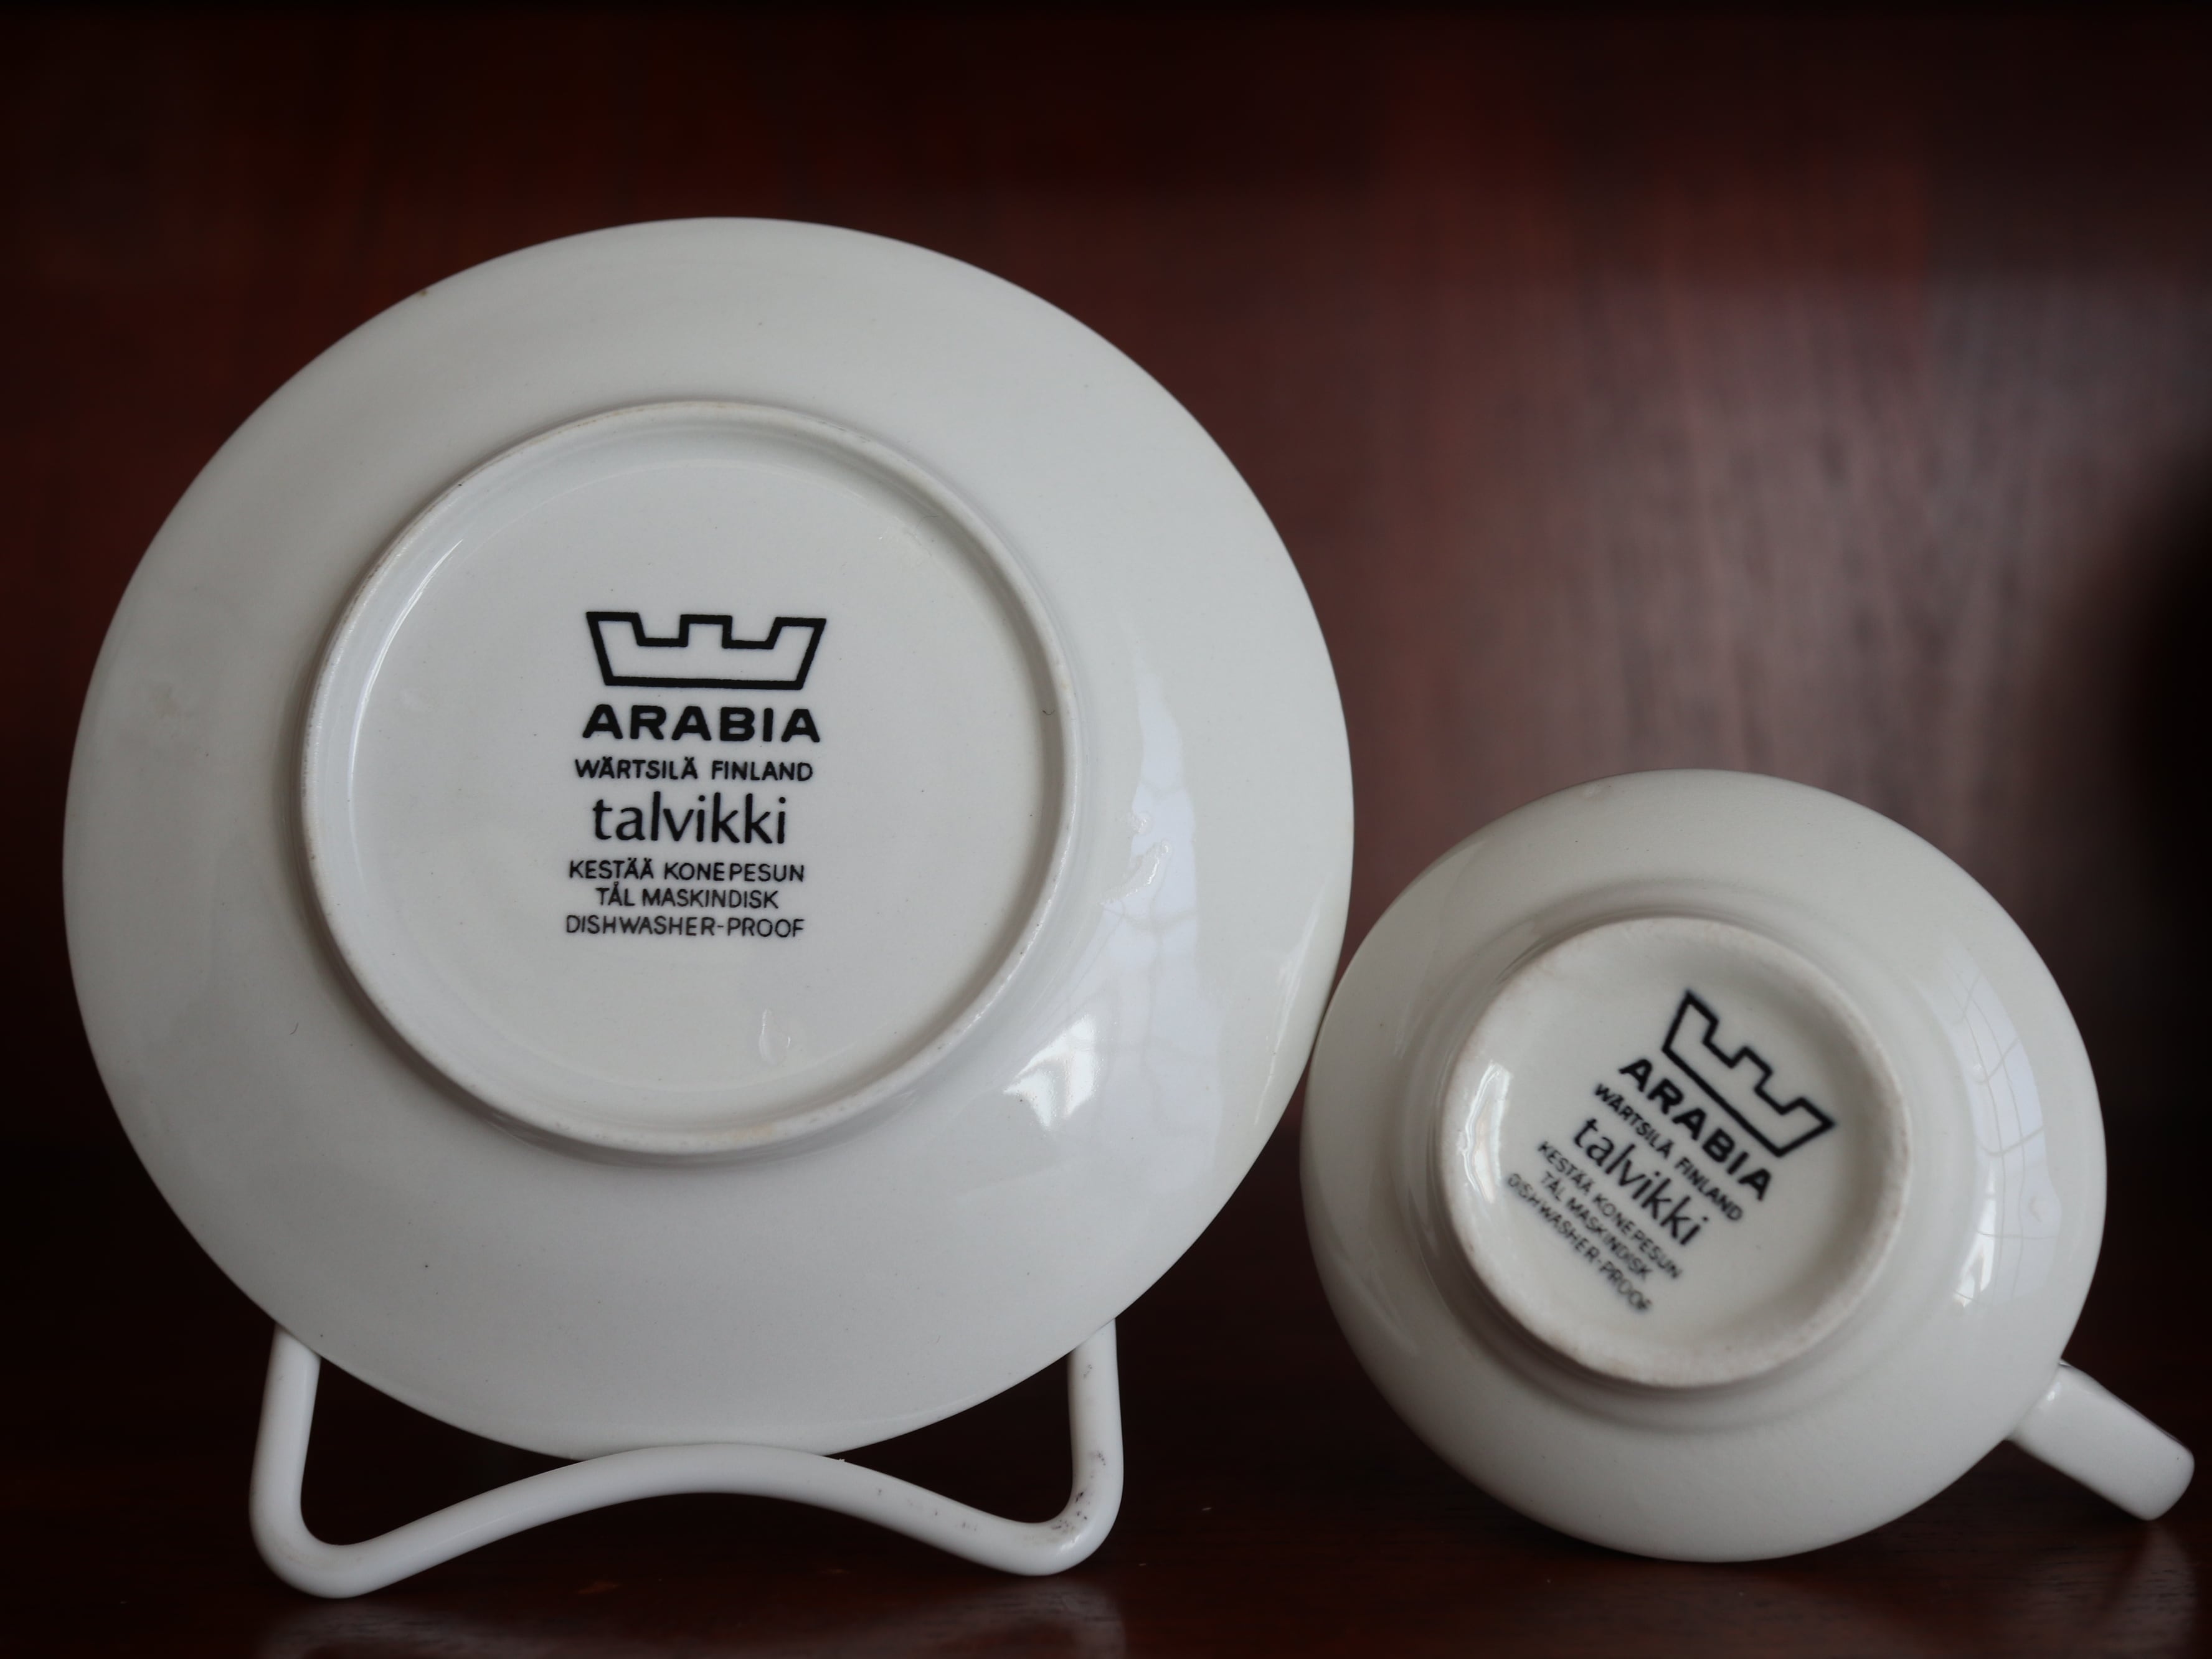 ARABIA
WÄRTSILÄ FINLAND
talvikki
KESTÄÄ KONEPESUN
TÅL MASKINDISK
DISHWASHER-PROOF
ARABIA
WÄRTSILÄ FINLAND
talvikki
KESTÄÄ KONEPESUN
TÅL MASKINDISK
DISHWASHER-PROOF